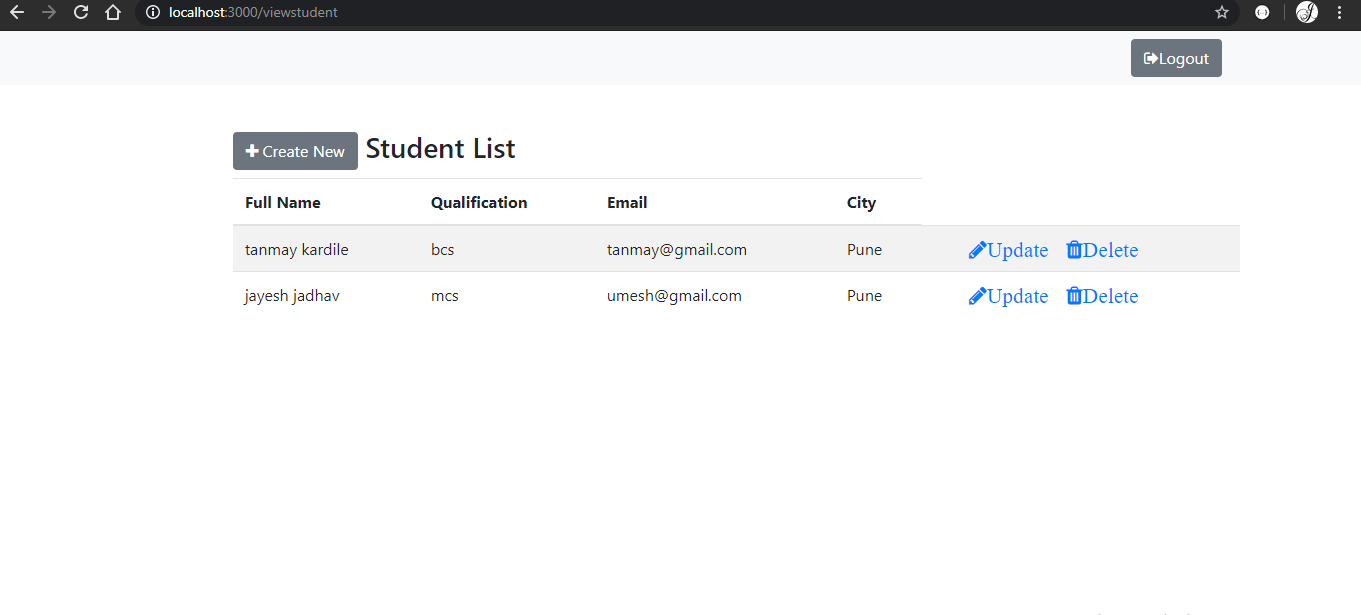 localhost:3000/viewstudent
Logout
Create New Student List
Full Name Qualification Email City
tanmay kardile bcs tanmay@gmail.com Pune Update Delete
jayesh jadhav mcs umesh@gmail.com Pune Update Delete